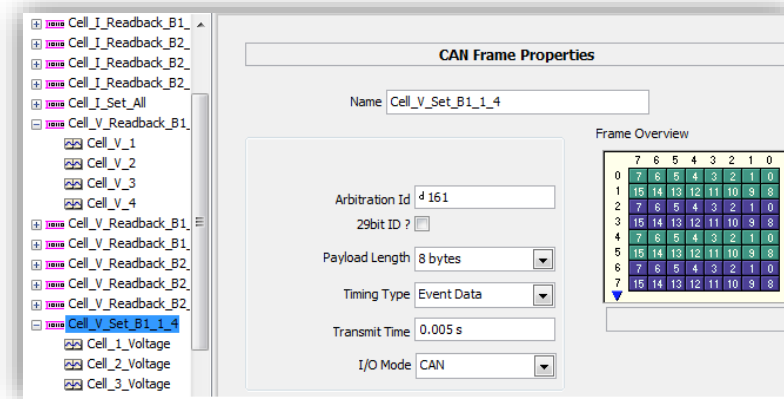 Cell_I_Readback_B1_
Cell_I_Readback_B2_
Cell_I_Readback_B2_
Cell_I_Readback_B2_
Cell_I_Set_All
Cell_V_Readback_B1_
Cell_V_1
Cell_V_2
Cell_V_3
Cell_V_4
Cell_V_Readback_B1_
Cell_V_Readback_B1_
Cell_V_Readback_B2_
Cell_V_Readback_B2_
Cell_V_Readback_B2_
Cell_V_Set_B1_1_4
Cell_1_Voltage
Cell_2_Voltage
Cell_3_Voltage
CAN Frame Properties
Name Cell_V_Set_B1_1_4
Arbitration Id d 161
29bit ID ?
Payload Length 8 bytes
Timing Type Event Data
Transmit Time 0.005 s
I/O Mode CAN
Frame Overview
7 6 5 4 3 2 1 0
0 7 6 5 4 3 2 1 0
1 15 14 13 12 11 10 9 8
2 7 6 5 4 3 2 1 0
3 15 14 13 12 11 10 9 8
4 7 6 5 4 3 2 1 0
5 15 14 13 12 11 10 9 8
6 7 6 5 4 3 2 1 0
7 15 14 13 12 11 10 9 8